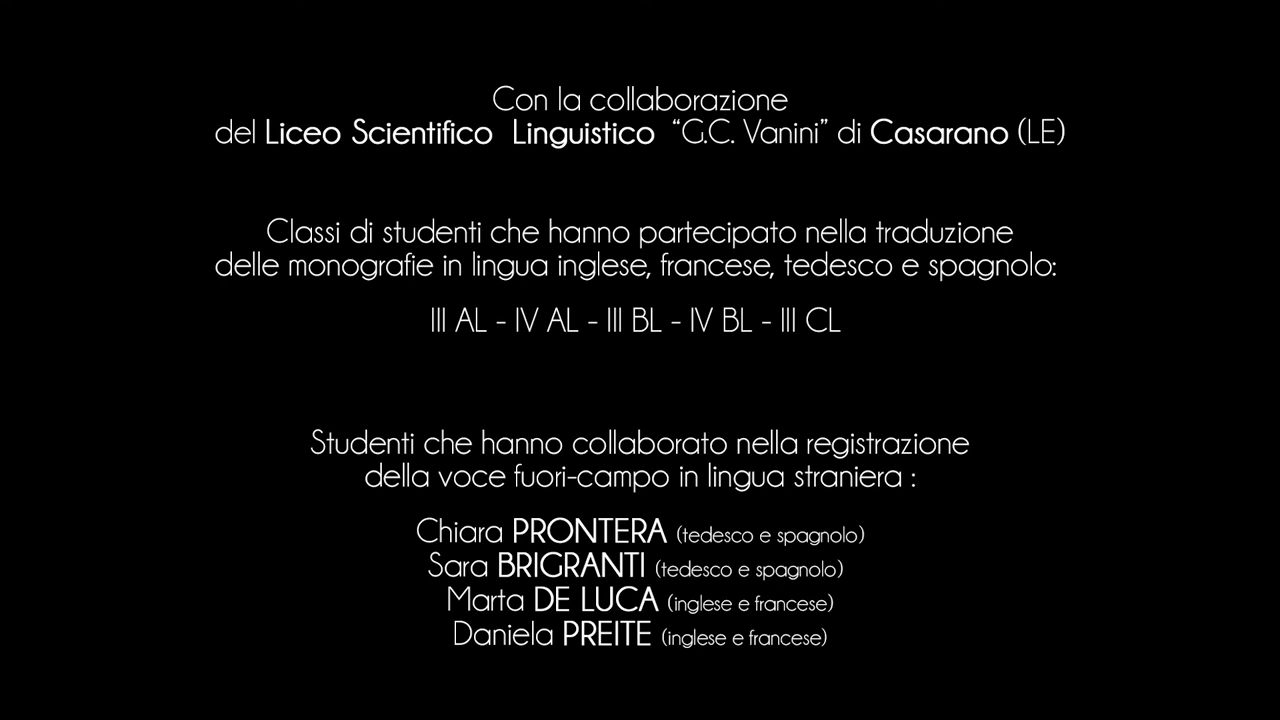 Con la collaborazione
del Liceo Scientifico Linguistico “G.C. Vanini” di Casarano (LE)
Classi di studenti che hanno partecipato nella traduzione
delle monografie in lingua inglese, francese, tedesco e spagnolo:
III AL - IV AL - III BL - IV BL - III CL
Studenti che hanno collaborato nella registrazione
della voce fuori-campo in lingua straniera :
Chiara PRONTERA (tedesco e spagnolo)
Sara BRIGRANTI (tedesco e spagnolo)
Marta DE LUCA (inglese e francese)
Daniela PREITE (inglese e francese)